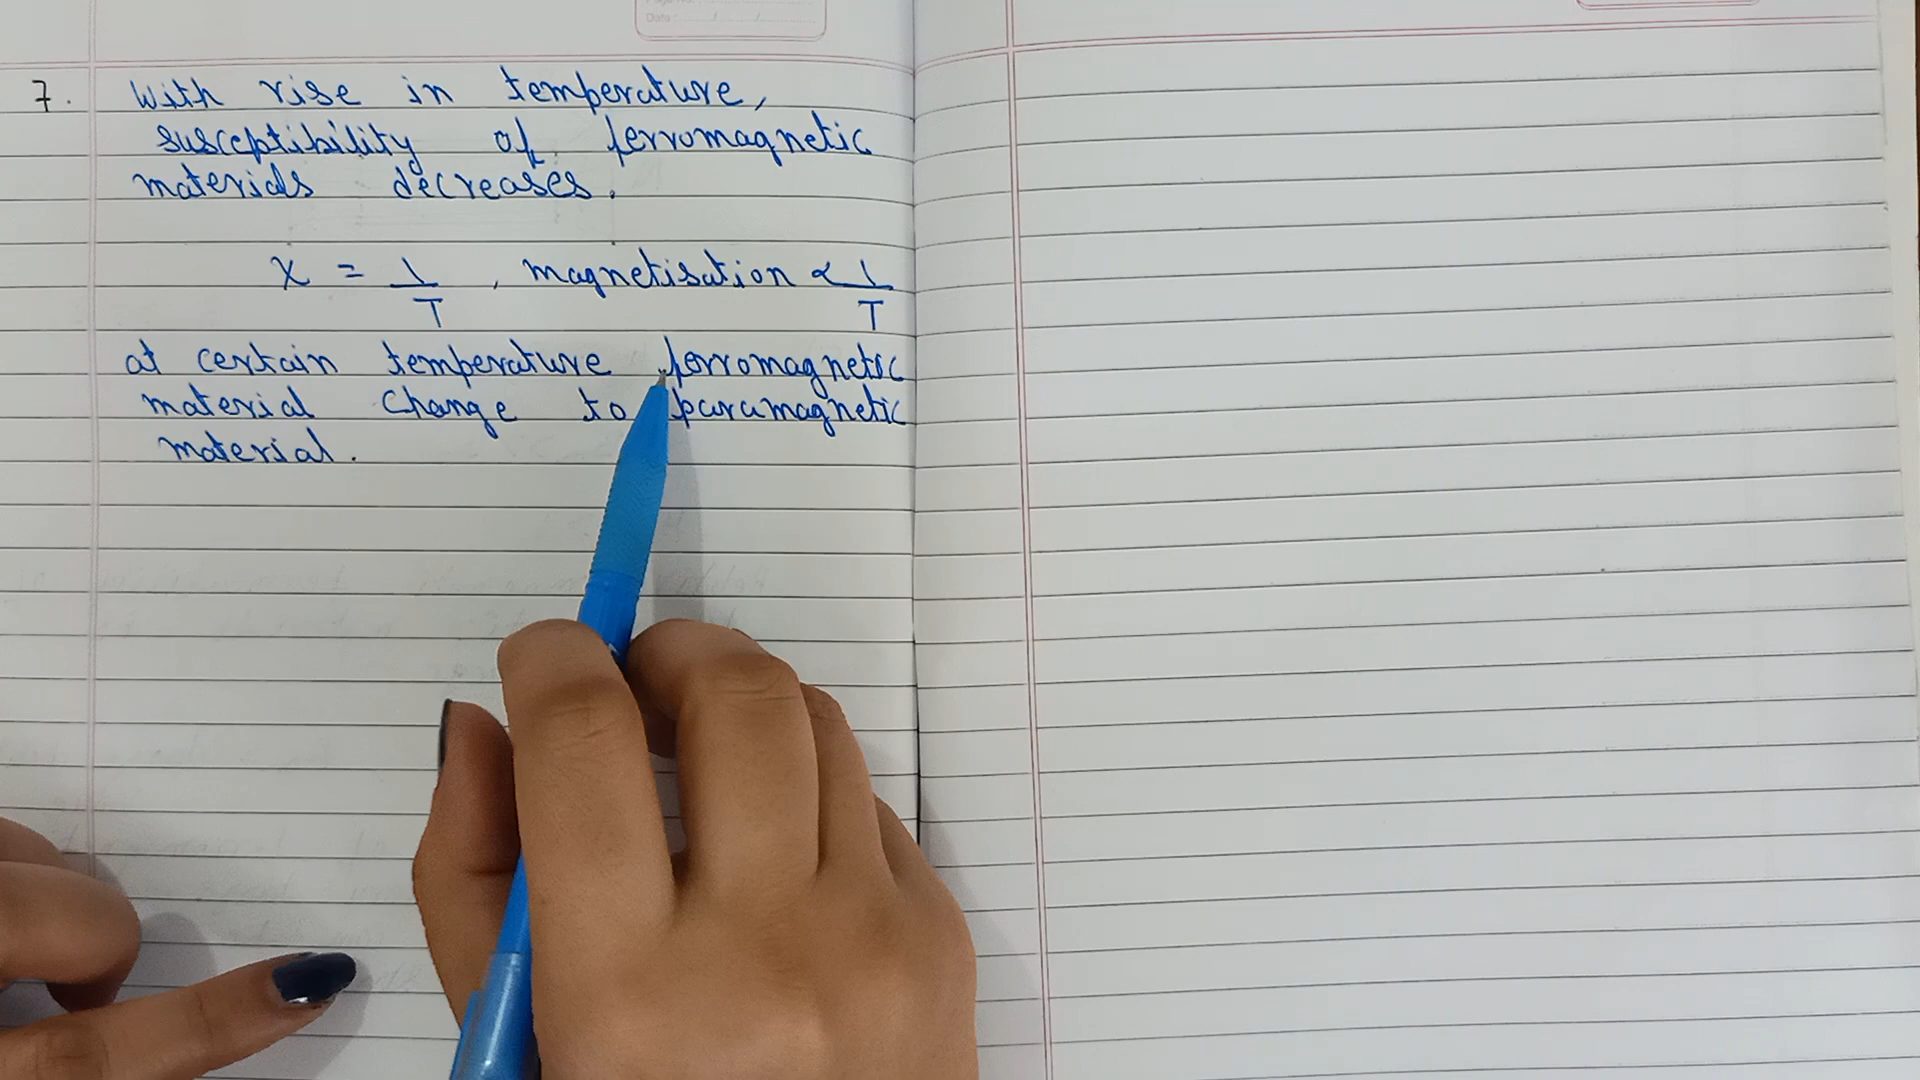 Date :
7. With rise in temperature,
susceptibility of ferromagnetic
materials decreases.
χ = 1/T , magnetisation ∝ 1/T
at certain temperature ferromagnetic
material change to paramagnetic
material.